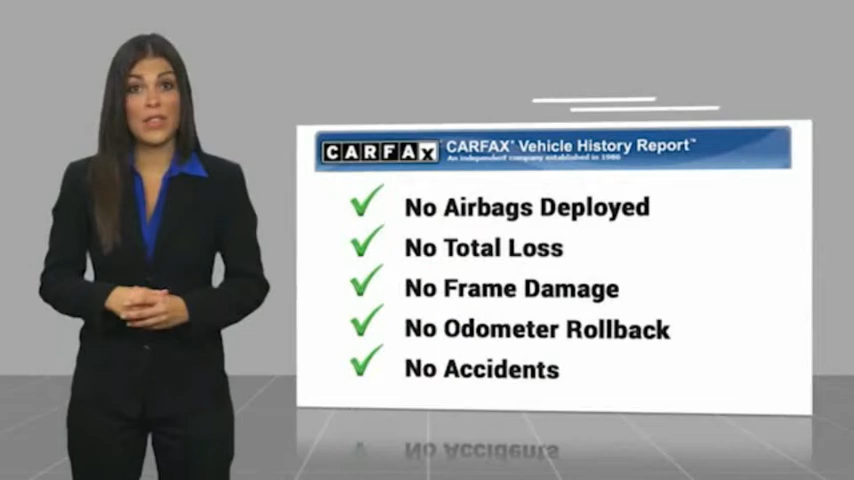 CARFAX CARFAX® Vehicle History Report™
An independent company established in 1986
No Airbags Deployed
No Total Loss
No Frame Damage
No Odometer Rollback
No Accidents
No Accidents